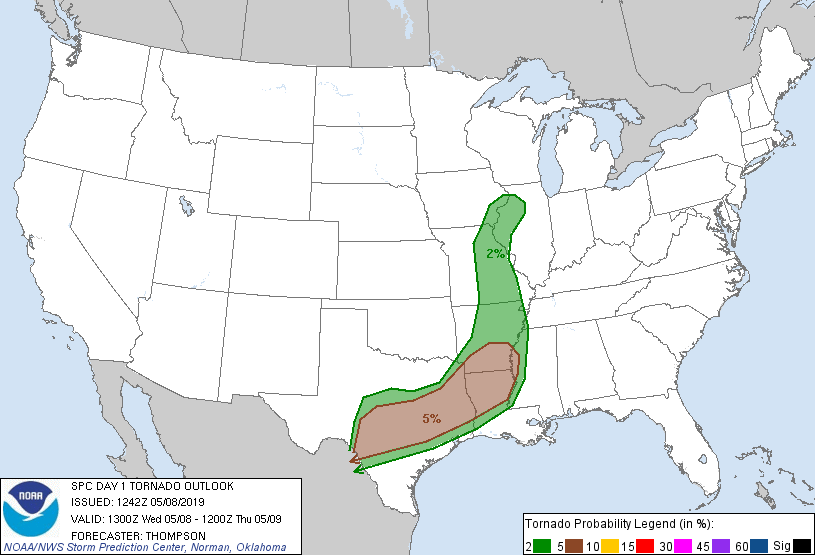 2%
5%
NOAA
SPC DAY 1 TORNADO OUTLOOK
ISSUED: 1242Z 05/08/2019
VALID: 1300Z Wed 05/08 - 1200Z Thu 05/09
FORECASTER: THOMPSON
NOAA/NWS Storm Prediction Center, Norman, Oklahoma
Tornado Probability Legend (in %):
2 5 10 15 30 45 60 Sig